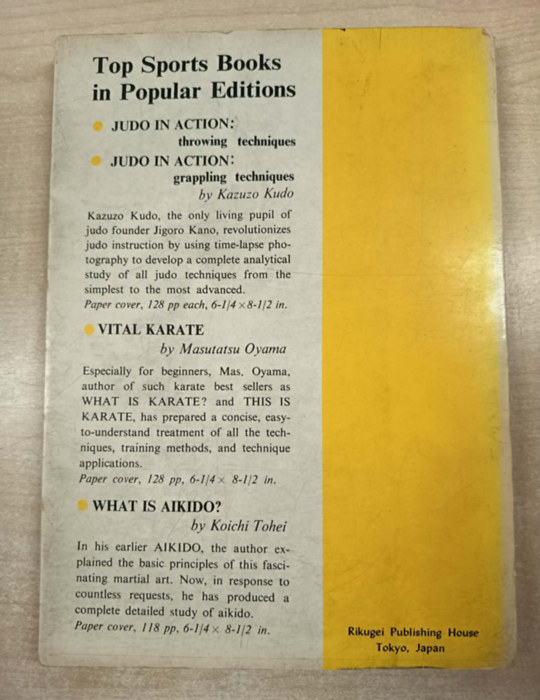 Top Sports Books
in Popular Editions
JUDO IN ACTION:
throwing techniques
JUDO IN ACTION:
grappling techniques
by Kazuzo Kudo
Kazuzo Kudo, the only living pupil of
judo founder Jigoro Kano, revolutionizes
judo instruction by using time-lapse pho-
tography to develop a complete analytical
study of all judo techniques from the
simplest to the most advanced.
Paper cover, 128 pp each, 6-1/4 × 8-1/2 in.
VITAL KARATE
by Masutatsu Oyama
Especially for beginners, Mas. Oyama,
author of such karate best sellers as
WHAT IS KARATE? and THIS IS
KARATE, has prepared a concise, easy-
to-understand treatment of all the tech-
niques, training methods, and technique
applications.
Paper cover, 128 pp, 6-1/4 × 8-1/2 in.
WHAT IS AIKIDO?
by Koichi Tohei
In his earlier AIKIDO, the author ex-
plained the basic principles of this fasci-
nating martial art. Now, in response to
countless requests, he has produced a
complete detailed study of aikido.
Paper cover, 118 pp, 6-1/4 × 8-1/2 in.
Rikugei Publishing House
Tokyo, Japan